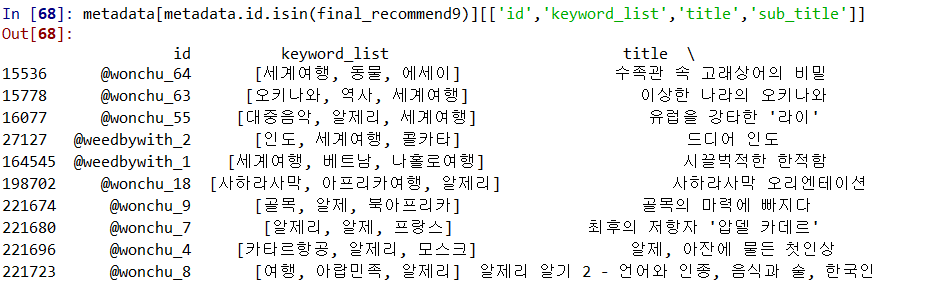 In [68]: metadata[metadata.id.isin(final_recommend9)][['id','keyword_list','title','sub_title']]
Out[68]:
id keyword_list title \
15536 @wonchu_64 [세계여행, 동물, 에세이] 수족관 속 고래상어의 비밀
15778 @wonchu_63 [오키나와, 역사, 세계여행] 이상한 나라의 오키나와
16077 @wonchu_55 [대중음악, 알제리, 세계여행] 유럽을 강타한 '라이'
27127 @weedbywith_2 [인도, 세계여행, 콜카타] 드디어 인도
164545 @weedbywith_1 [세계여행, 베트남, 나홀로여행] 시끌벅적한 한적함
198702 @wonchu_18 [사하라사막, 아프리카여행, 알제리] 사하라사막 오리엔테이션
221674 @wonchu_9 [골목, 알제, 북아프리카] 골목의 마력에 빠지다
221680 @wonchu_7 [알제리, 알제, 프랑스] 최후의 저항자 '압델 카데르'
221696 @wonchu_4 [카타르항공, 알제리, 모스크] 알제, 아잔에 물든 첫인상
221723 @wonchu_8 [여행, 아랍민족, 알제리] 알제리 알기 2 - 언어와 인종, 음식과 술, 한국인